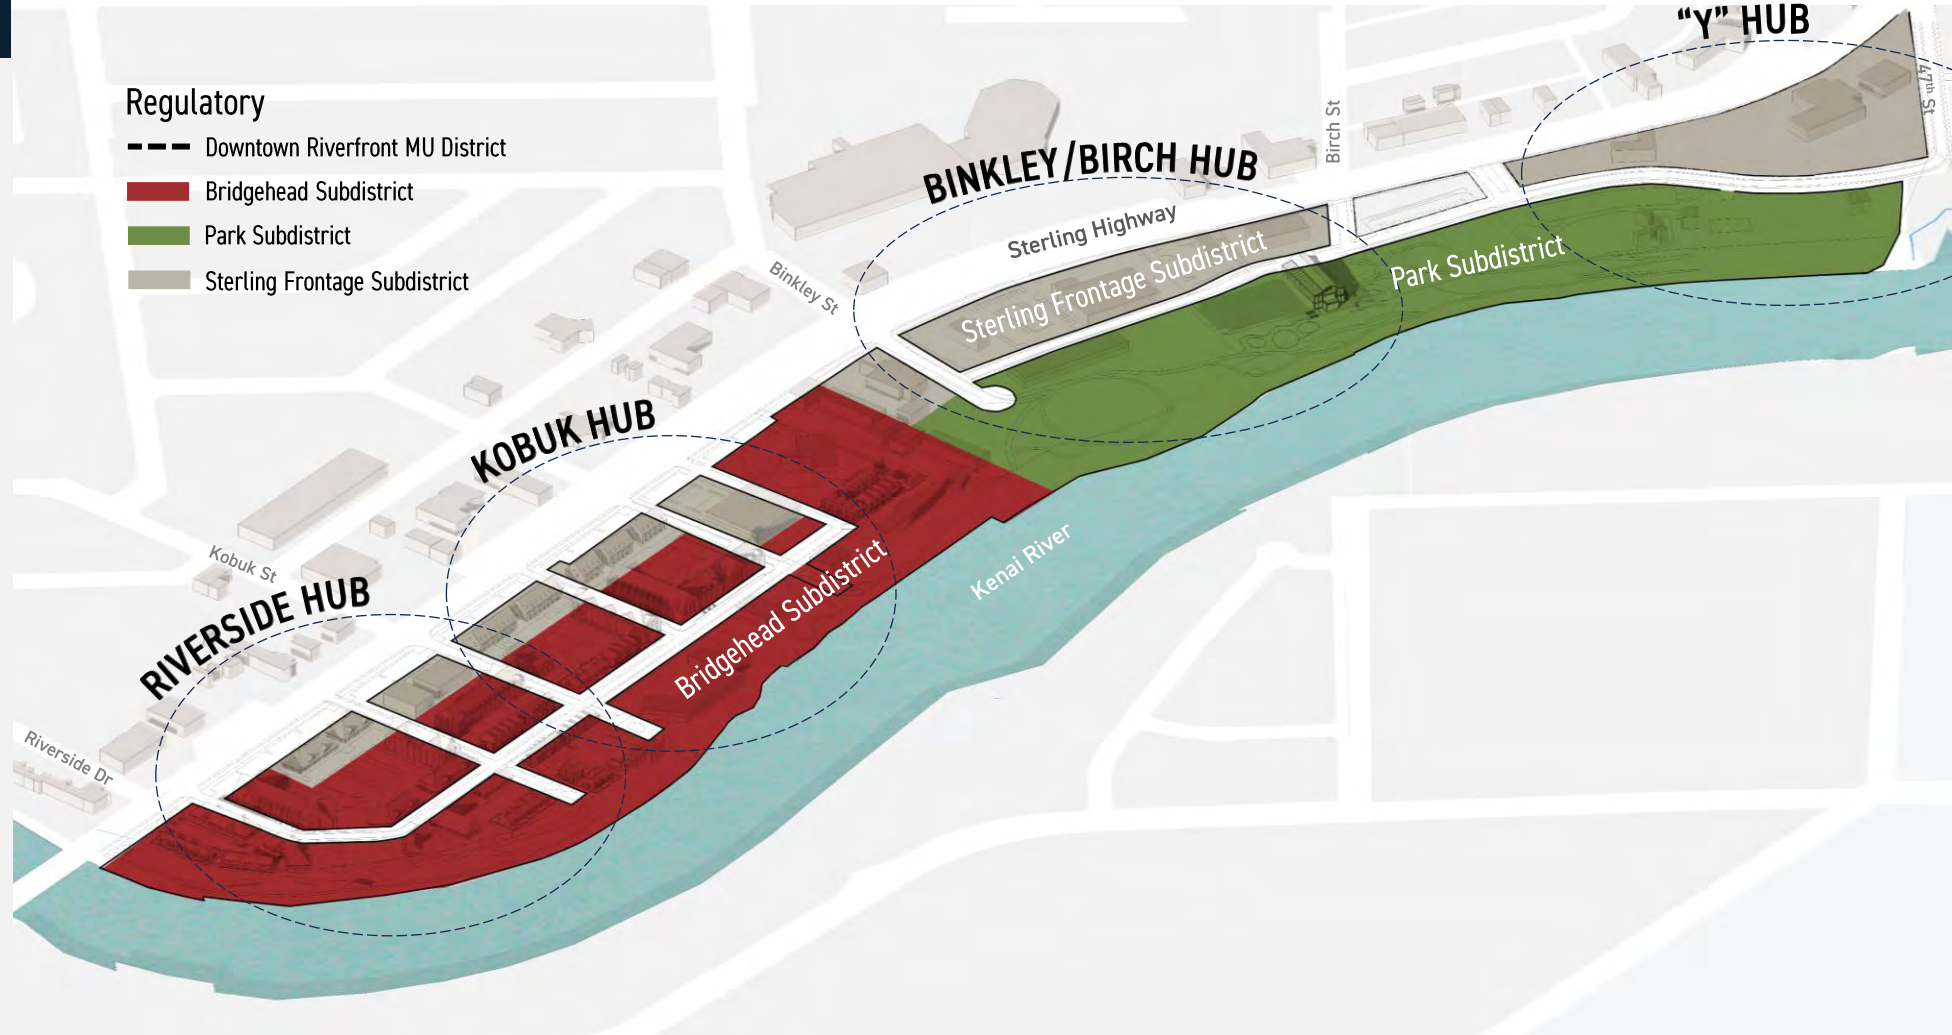 "Y" HUB
47th St
Regulatory
Downtown Riverfront MU District
Bridgehead Subdistrict
Park Subdistrict
Sterling Frontage Subdistrict
Birch St
BINKLEY/BIRCH HUB
Sterling Highway
Sterling Frontage Subdistrict
Park Subdistrict
Binkley St
KOBUK HUB
Kobuk St
Kenai River
Bridgehead Subdistrict
RIVERSIDE HUB
Riverside Dr